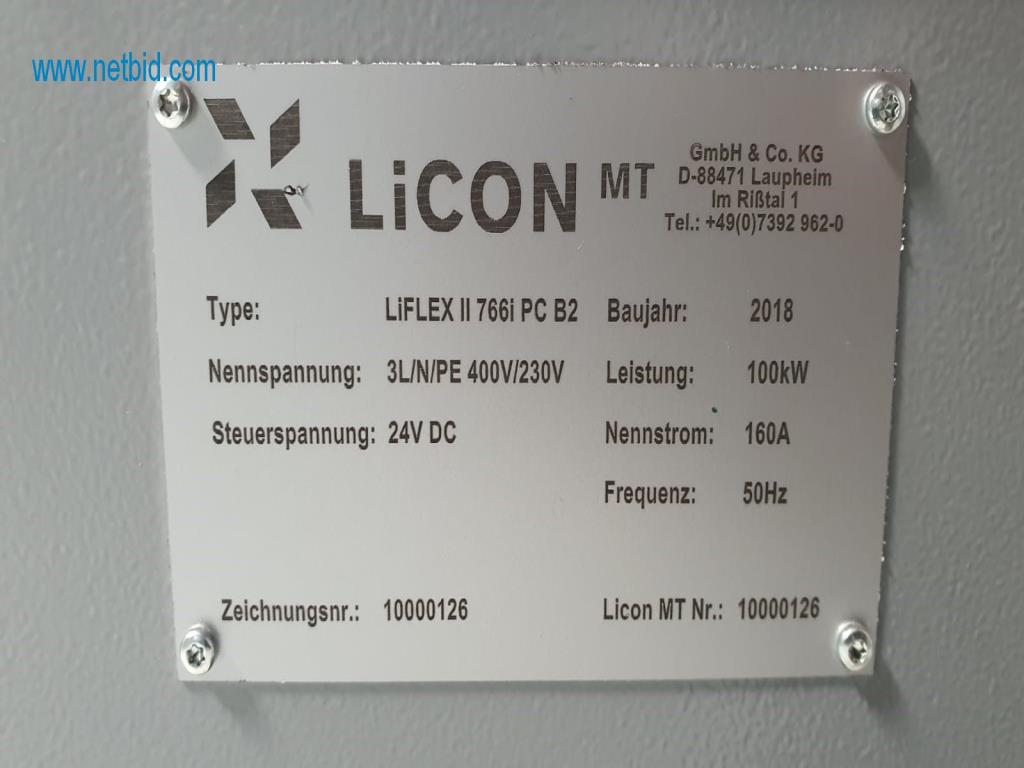 www.netbid.com
LiCON MT
GmbH & Co. KG
D-88471 Laupheim
Im Rißtal 1
Tel.: +49(0)7392 962-0
Type: LiFLEX II 766i PC B2 Baujahr: 2018
Nennspannung: 3L/N/PE 400V/230V Leistung: 100kW
Steuerspannung: 24V DC Nennstrom: 160A
Frequenz: 50Hz
Zeichnungsnr.: 10000126 Licon MT Nr.: 10000126